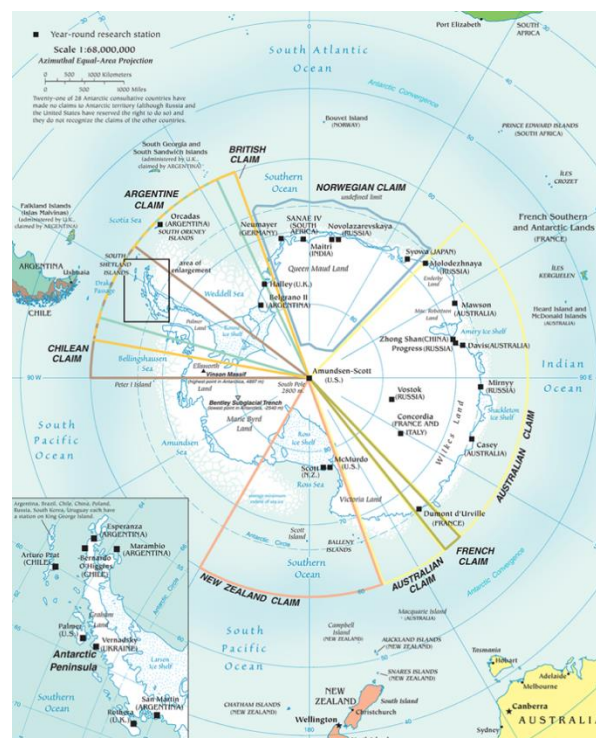 Year-round research station
Scale 1:68,000,000
Azimuthal Equal-Area Projection
0 500 1000 Kilometers
0 500 1000 Miles
Twenty-one of 28 Antarctic consultative countries have
made no claims to Antarctic territory (although Russia and
the United States have reserved the right to do so) and
they do not recognize the claims of the other countries.
Port Elizabeth
SOUTH
AFRICA
South Atlantic
Ocean
Antarctic Convergence
Bouvet Island
(NORWAY)
PRINCE EDWARD ISLANDS
(SOUTH AFRICA)
ÎLES
CROZET
South Georgia and
South Sandwich Islands
(administered by U.K.,
claimed by ARGENTINA)
BRITISH
CLAIM
Southern
Ocean
NORWEGIAN CLAIM
undefined limit
ARGENTINE
CLAIM
Falkland Islands
(Islas Malvinas)
(administered by U.K.,
claimed by ARGENTINA)
Scotia Sea
Orcadas
(ARGENTINA)
SOUTH ORKNEY
ISLANDS
Neumayer
(GERMANY)
SANAE IV
(SOUTH
AFRICA)
Novolazarevskaya
(RUSSIA)
Maitri
(INDIA)
French Southern
and Antarctic Lands
(FRANCE)
ÎLES
KERGUELEN
Heard Island and
McDonald Islands
(AUSTRALIA)
ARGENTINA
Ushuaia
CHILE
SOUTH
SHETLAND
ISLANDS
Drake
Passage
area of
enlargement
Weddell Sea
Queen Maud Land
Syowa (JAPAN)
Molodezhnaya
(RUSSIA)
Enderby
Land
Halley (U.K.)
Belgrano II
(ARGENTINA)
Mac. Robertson
Land
Mawson
(AUSTRALIA)
Amery Ice Shelf
Palmer
Land
Ronne
Ice Shelf
Zhong Shan (CHINA)
Progress (RUSSIA)
Davis (AUSTRALIA)
CHILEAN
CLAIM
Bellingshausen
Sea
Ellsworth
Land
Vinson Massif
(highest point in Antarctica, 4897 m)
90 W
Peter I Island
South Pole
2800 m.
Amundsen-Scott
(U.S.)
Bentley Subglacial Trench
(lowest point in Antarctica, -2540 m)
Marie Byrd
Land
Vostok
(RUSSIA)
Mirnyy
(RUSSIA)
90 E
Indian
Ocean
Shackleton
Ice Shelf
Concordia
(FRANCE AND
ITALY)
Wilkes Land
Casey
(AUSTRALIA)
AUSTRALIAN CLAIM
South
Pacific
Ocean
Amundsen
Sea
Ross
Ice Shelf
Scott
(N.Z.)
McMurdo
(U.S.)
Ross Sea
Victoria Land
Dumont d'Urville
(FRANCE)
Scott
Island
BALLENY
ISLANDS
Antarctic Circle
NEW ZEALAND CLAIM
Southern
Ocean
AUSTRALIAN
CLAIM
FRENCH
CLAIM
Antarctic Convergence
Macquarie Island
(AUSTRALIA)
Campbell
Island
(NEW ZEALAND)
AUCKLAND ISLANDS
(NEW ZEALAND)
SNARES ISLANDS
(NEW ZEALAND)
South
Pacific
Ocean
CHATHAM ISLANDS
(NEW ZEALAND)
NEW
ZEALAND
South Island
Christchurch
Wellington
180
Tasmania
Hobart
Adelaide
Melbourne
Canberra
AUSTRALIA
Sydney
Argentina, Brazil, Chile, China, Poland,
Russia, South Korea, Uruguay each have
a station on King George Island.
Esperanza
(ARGENTINA)
Marambio
(ARGENTINA)
Arturo Prat
(CHILE)
Bernardo
O'Higgins
(CHILE)
Graham
Land
Palmer
(U.S.)
Vernadsky
(UKRAINE)
Antarctic
Peninsula
Larsen
Ice Shelf
Southern
Ocean
San Martin
(ARGENTINA)
Rothera
(U.K.)
Antarctic Circle